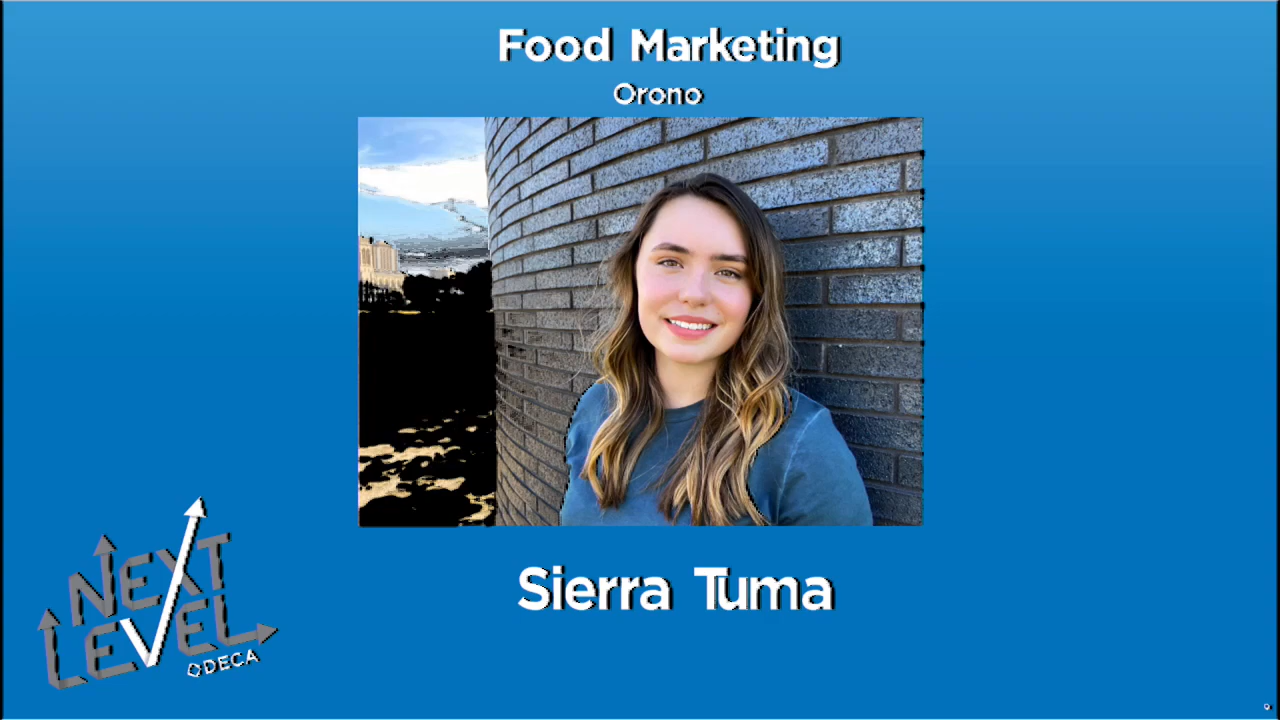 Food Marketing
Orono
Sierra Tuma
NEXT
LEVEL
DECA